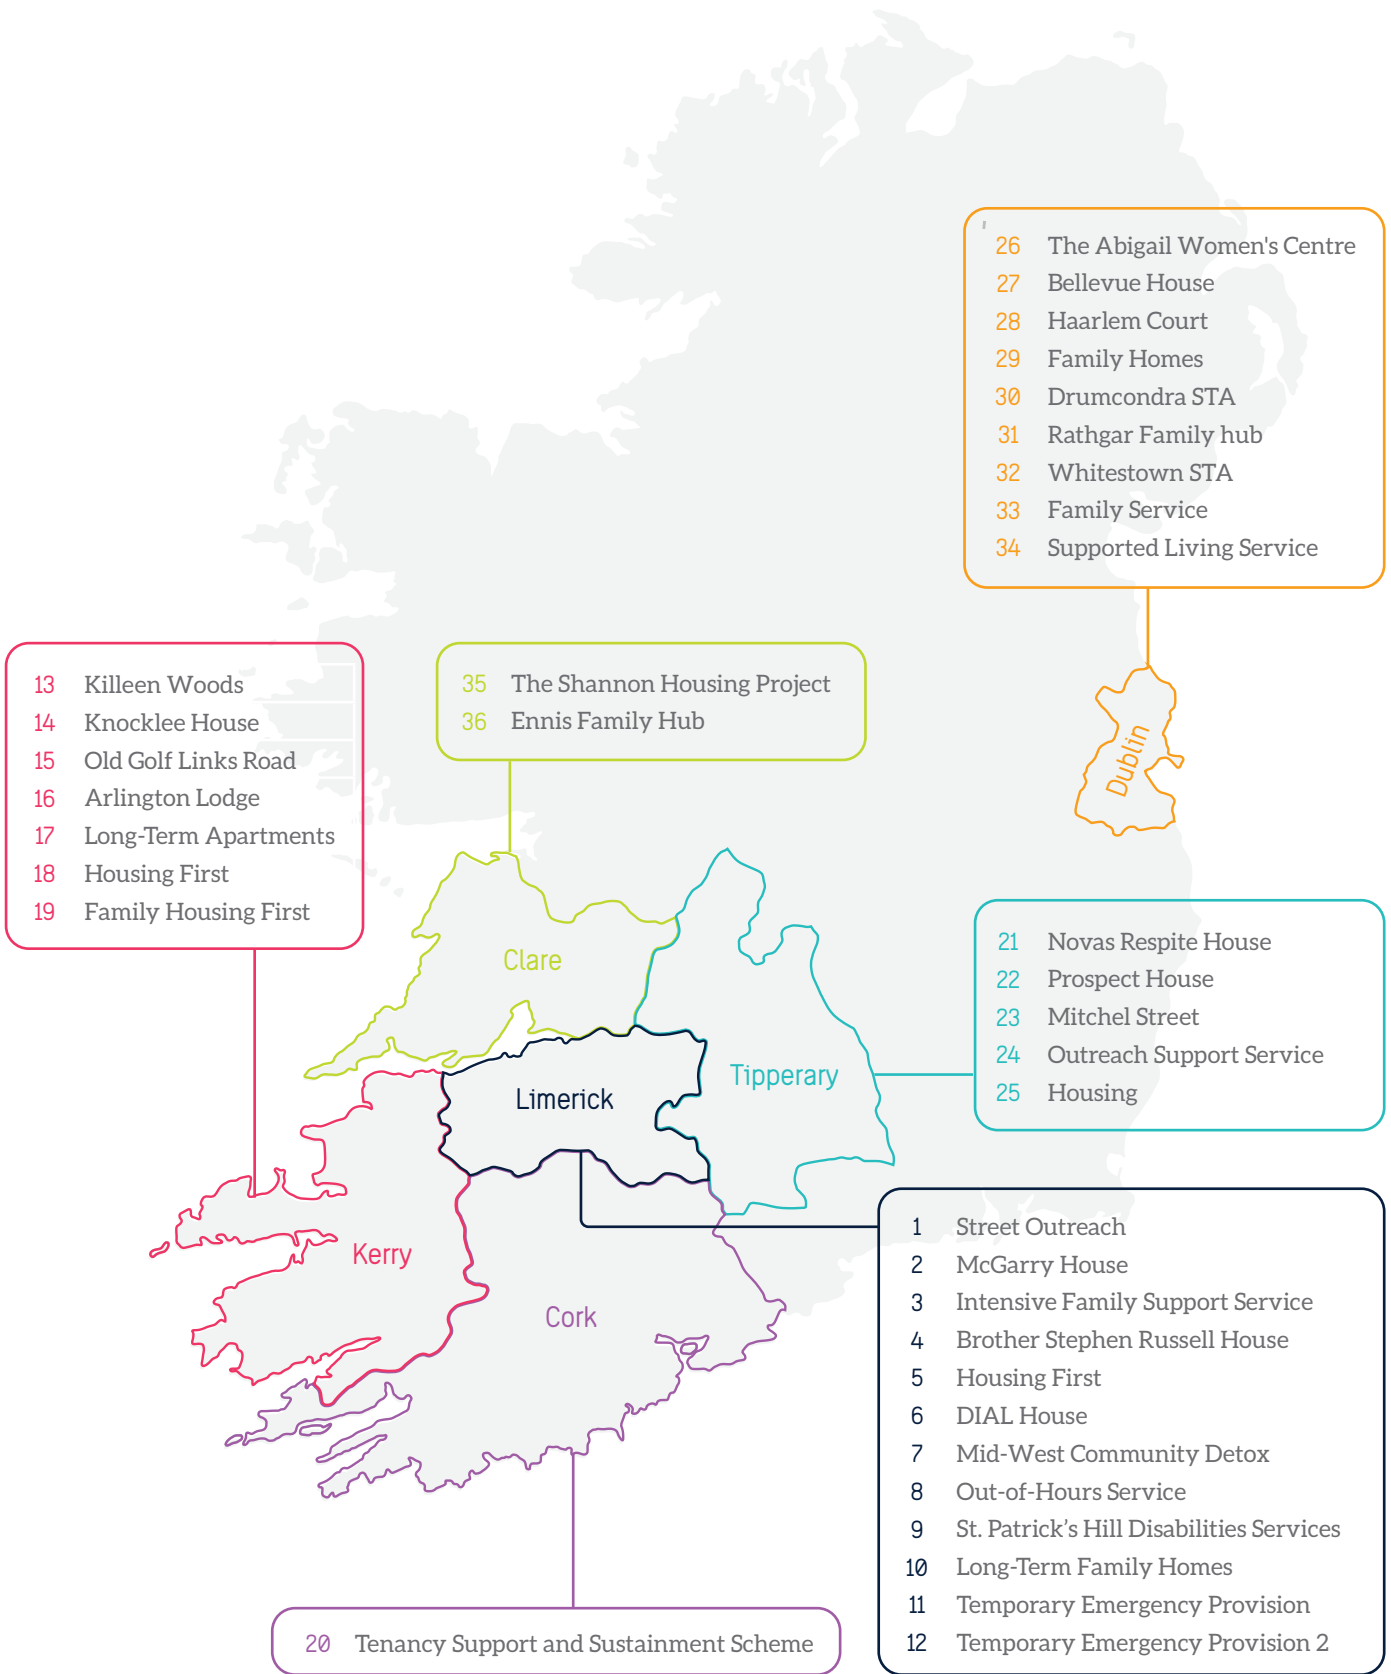 26 The Abigail Women's Centre
27 Bellevue House
28 Haarlem Court
29 Family Homes
30 Drumcondra STA
31 Rathgar Family hub
32 Whitestown STA
33 Family Service
34 Supported Living Service
13 Killeen Woods
14 Knocklee House
15 Old Golf Links Road
16 Arlington Lodge
17 Long-Term Apartments
18 Housing First
19 Family Housing First
35 The Shannon Housing Project
36 Ennis Family Hub
Dublin
Clare
21 Novas Respite House
22 Prospect House
23 Mitchel Street
24 Outreach Support Service
25 Housing
Tipperary
Limerick
Kerry
Cork
1 Street Outreach
2 McGarry House
3 Intensive Family Support Service
4 Brother Stephen Russell House
5 Housing First
6 DIAL House
7 Mid-West Community Detox
8 Out-of-Hours Service
9 St. Patrick’s Hill Disabilities Services
10 Long-Term Family Homes
11 Temporary Emergency Provision
12 Temporary Emergency Provision 2
20 Tenancy Support and Sustainment Scheme